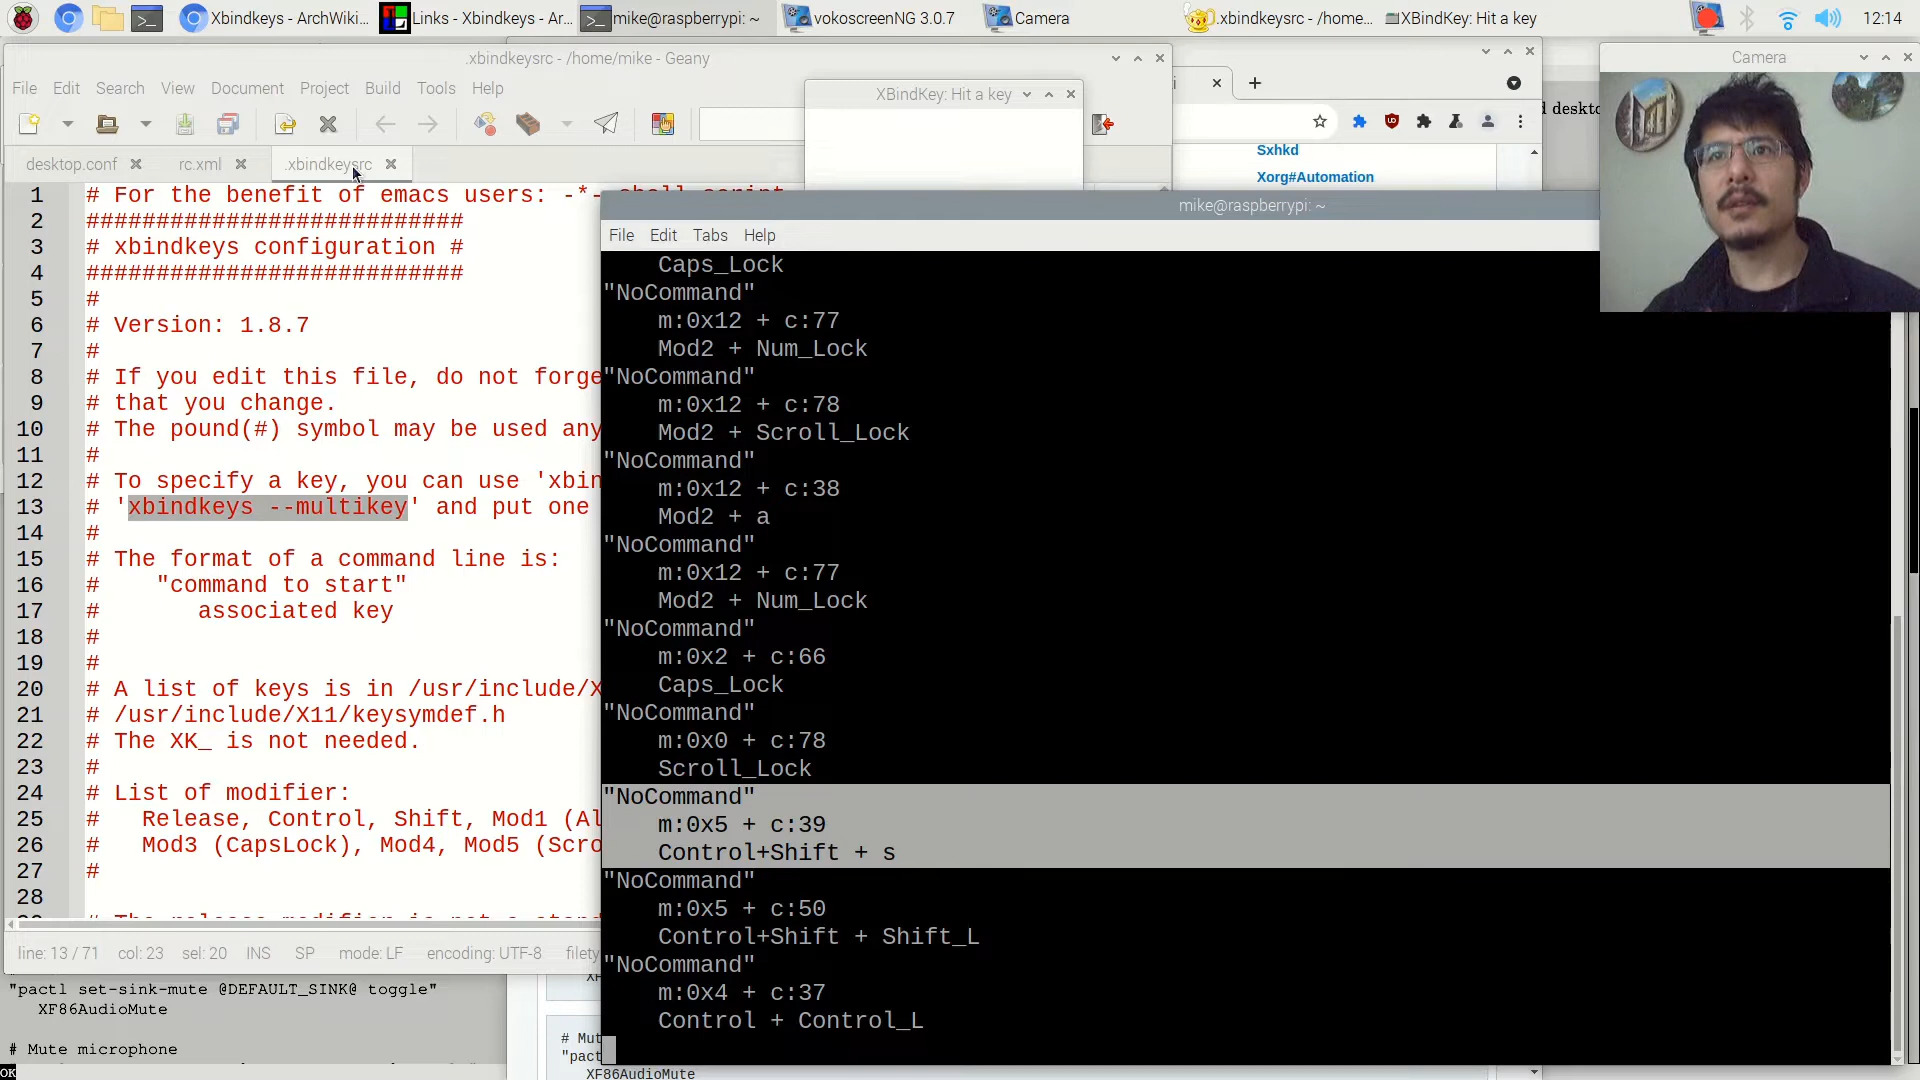 Xbindkeys - ArchWiki...
Links - Xbindkeys - Ar...
mike@raspberrypi: ~
vokoscreenNG 3.0.7
Camera
.xbindkeysrc - /home...
XBindKey: Hit a key
12:14
.xbindkeysrc - /home/mike - Geany
File Edit Search View Document Project Build Tools Help
desktop.conf
rc.xml
.xbindkeysrc
1 # For the benefit of emacs users: -*- shell-script
2 ###########################
3 # xbindkeys configuration #
4 ###########################
5 #
6 # Version: 1.8.7
7 #
8 # If you edit this file, do not forge
9 # that you change.
10 # The pound(#) symbol may be used any
11 #
12 # To specify a key, you can use 'xbin
13 # 'xbindkeys --multikey' and put one
14 #
15 # The format of a command line is:
16 #    "command to start"
17 #       associated key
18 #
19 #
20 # A list of keys is in /usr/include/X
21 # /usr/include/X11/keysymdef.h
22 # The XK_ is not needed.
23 #
24 # List of modifier:
25 #   Release, Control, Shift, Mod1 (Al
26 #   Mod3 (CapsLock), Mod4, Mod5 (Scro
27 #
28
line: 13 / 71 col: 23 sel: 20 INS SP mode: LF encoding: UTF-8 filety
"pactl set-sink-mute @DEFAULT_SINK@ toggle"
XF86AudioMute
# Mute microphone
OK
XBindKey: Hit a key
Sxhkd
Xorg#Automation
d deskto
# Mut
"pact
XF86AudioMute
mike@raspberrypi: ~
File Edit Tabs Help
Caps_Lock
"NoCommand"
m:0x12 + c:77
Mod2 + Num_Lock
"NoCommand"
m:0x12 + c:78
Mod2 + Scroll_Lock
"NoCommand"
m:0x12 + c:38
Mod2 + a
"NoCommand"
m:0x12 + c:77
Mod2 + Num_Lock
"NoCommand"
m:0x2 + c:66
Caps_Lock
"NoCommand"
m:0x0 + c:78
Scroll_Lock
"NoCommand"
m:0x5 + c:39
Control+Shift + s
"NoCommand"
m:0x5 + c:50
Control+Shift + Shift_L
"NoCommand"
m:0x4 + c:37
Control + Control_L
Camera